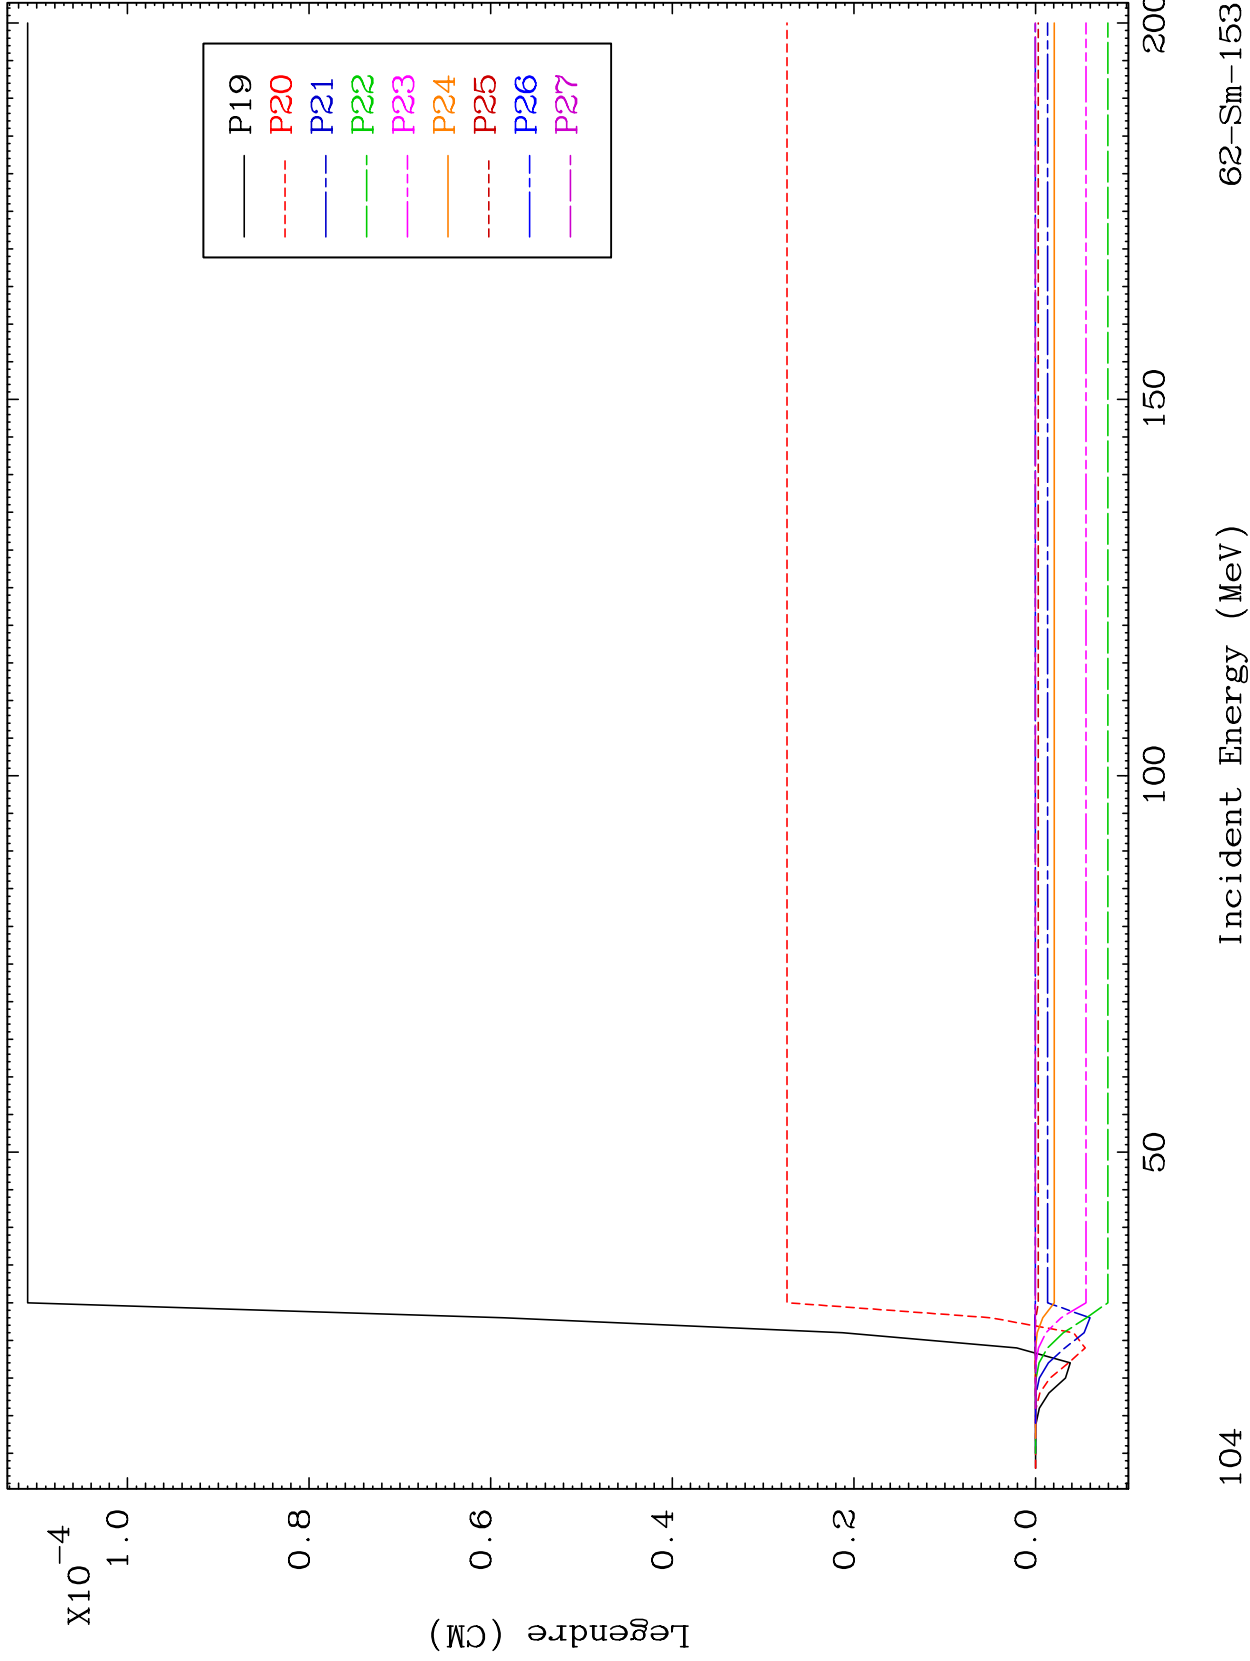 X10-4
1.0
0.8
0.6
0.4
0.2
0.0
Legendre (CM)
P19
P20
P21
P22
P23
P24
P25
P26
P27
50
100
150
200
Incident Energy (MeV)
104
62-Sm-153